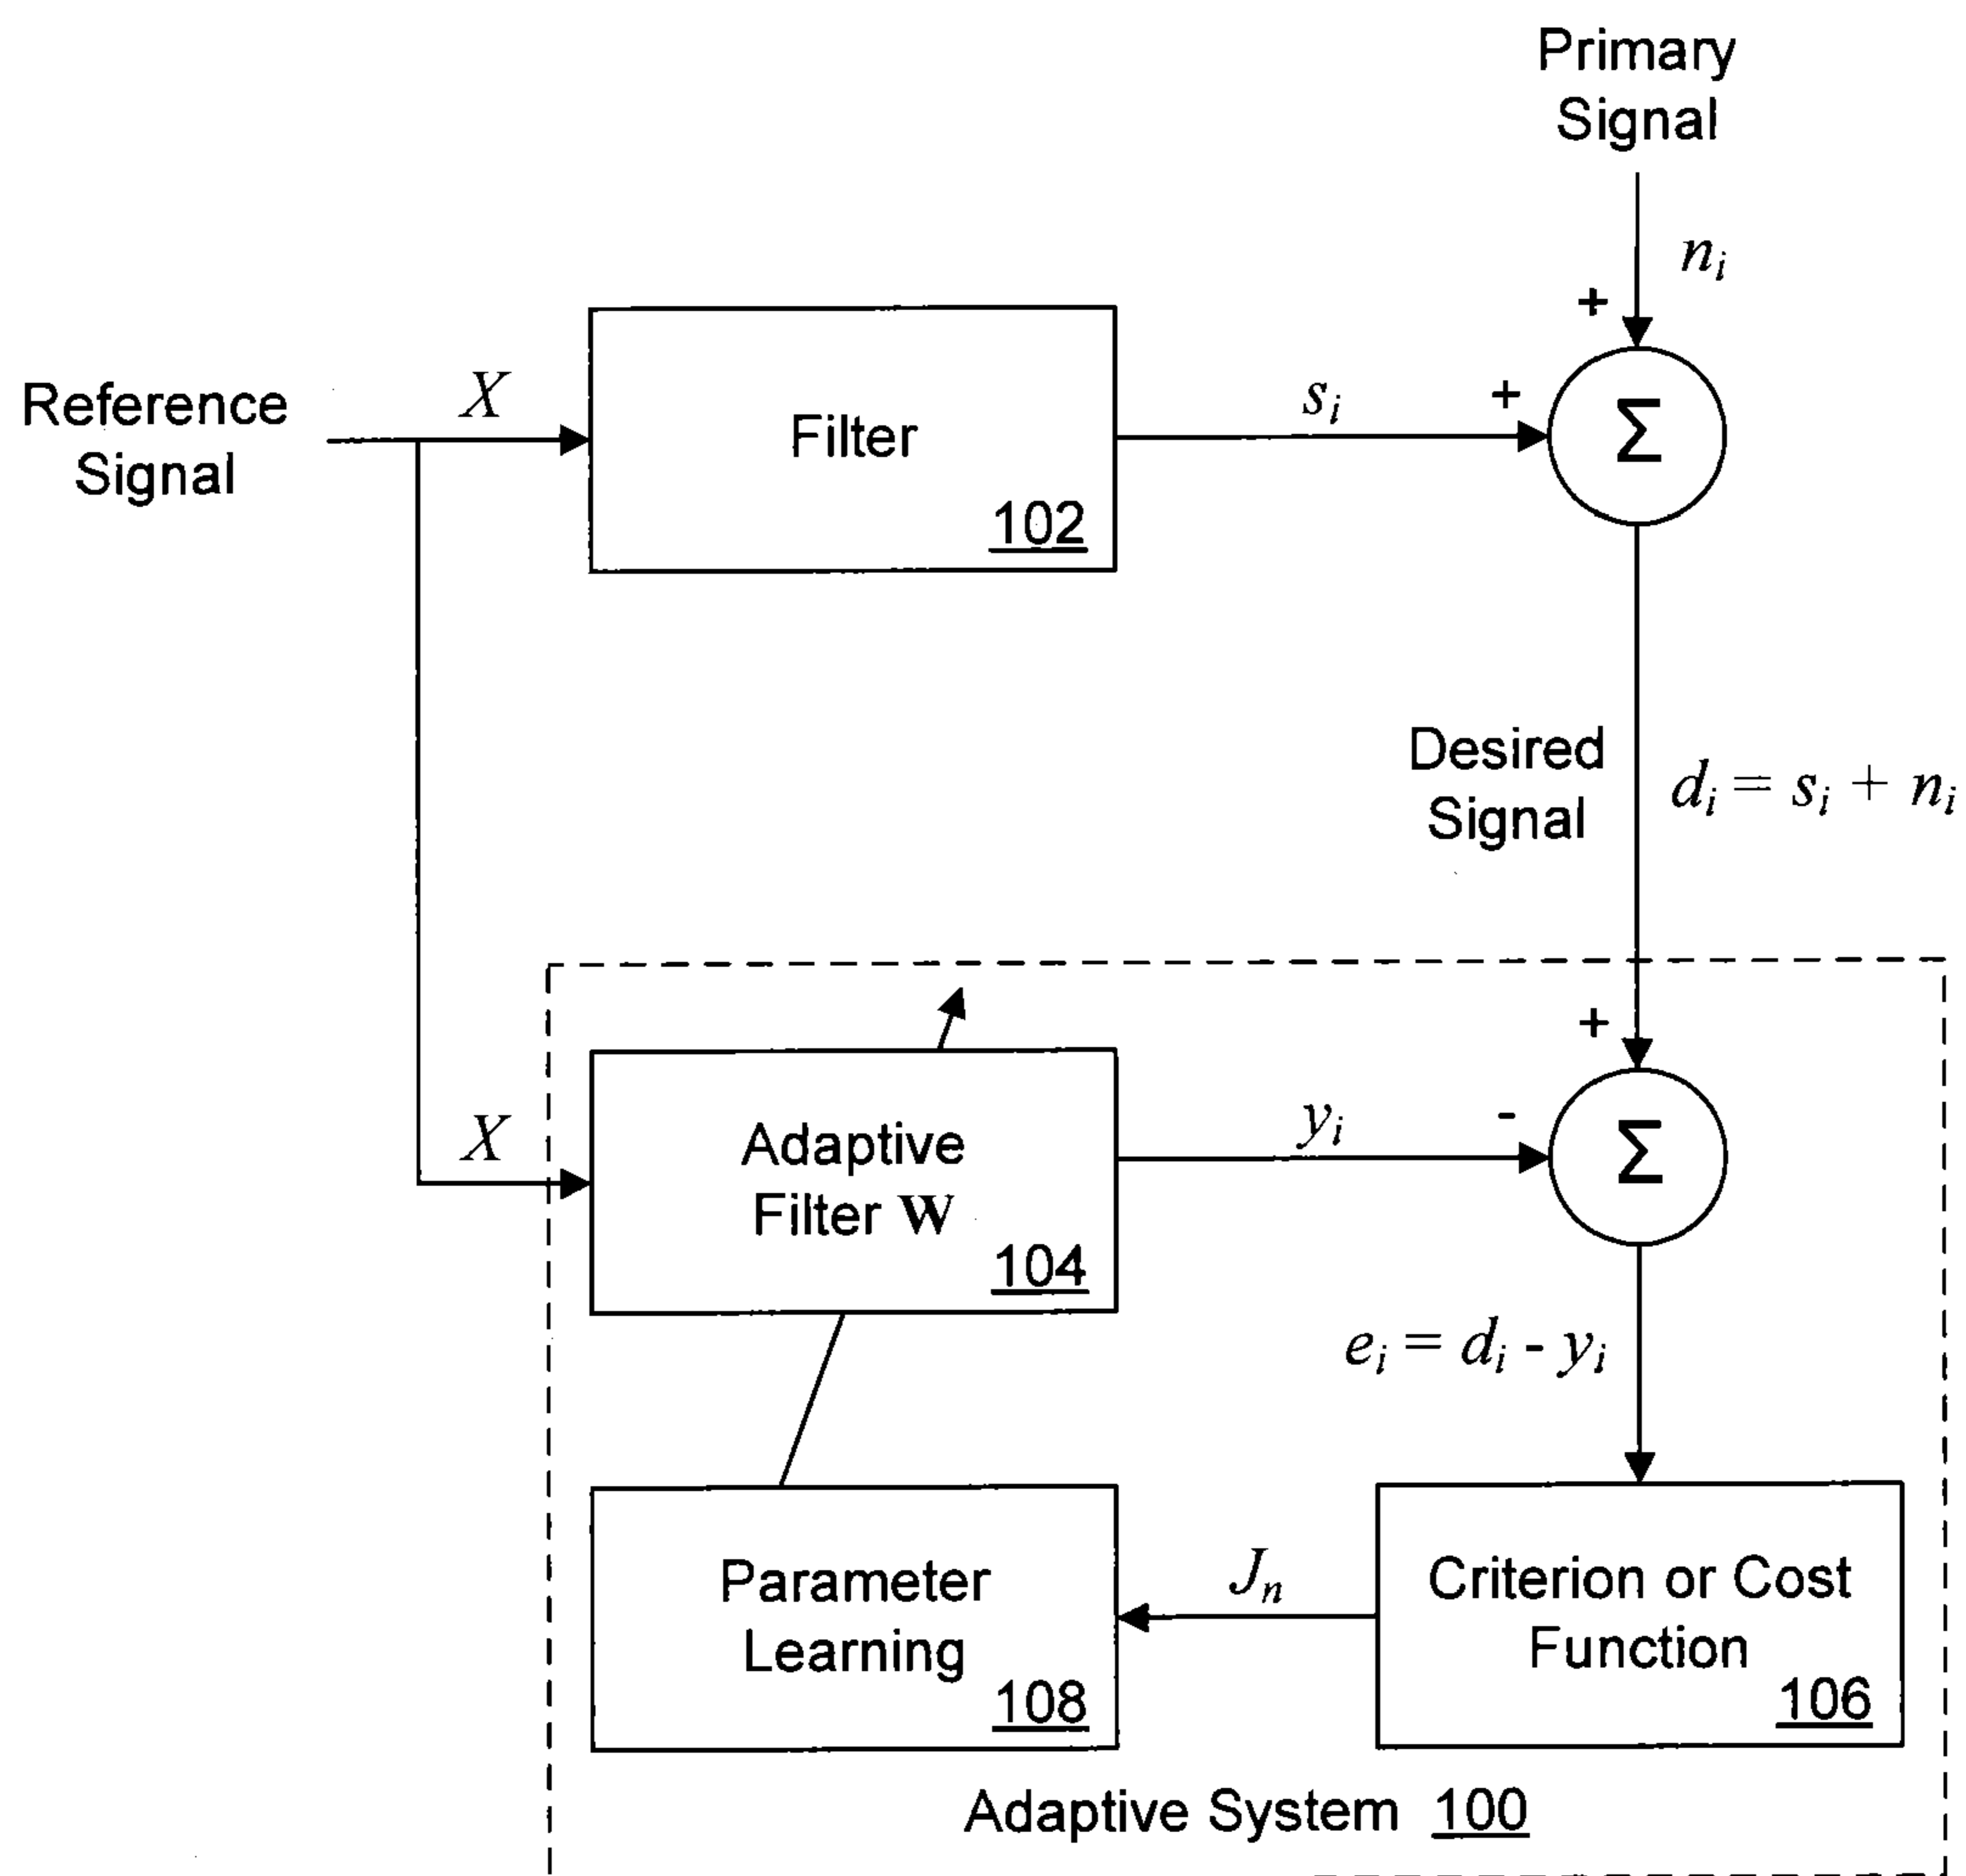 Primary
Signal
n_i
+
Reference
Signal
X
Filter
102
s_i
+
Σ
Desired
Signal
d_i = s_i + n_i
+
X
Adaptive
Filter W
104
y_i
-
Σ
e_i = d_i - y_i
Parameter
Learning
108
J_n
Criterion or Cost
Function
106
Adaptive System 100